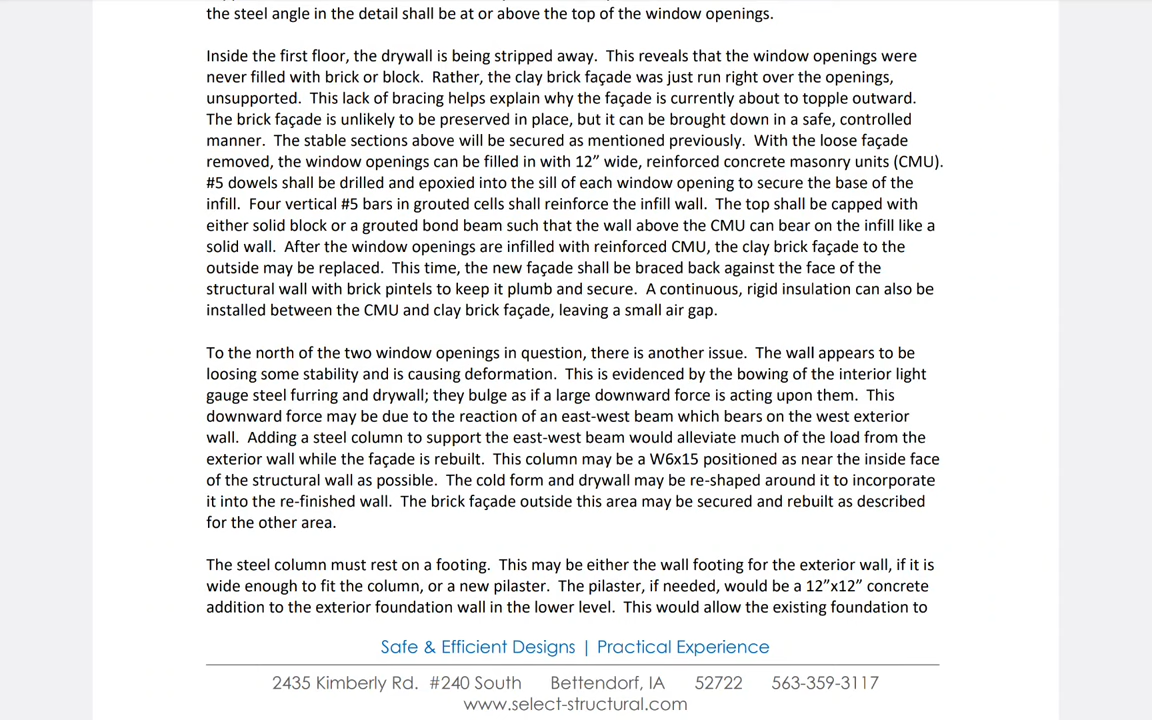 the steel angle in the detail shall be at or above the top of the window openings.
Inside the first floor, the drywall is being stripped away.  This reveals that the window openings were
never filled with brick or block.  Rather, the clay brick façade was just run right over the openings,
unsupported.  This lack of bracing helps explain why the façade is currently about to topple outward.
The brick façade is unlikely to be preserved in place, but it can be brought down in a safe, controlled
manner.  The stable sections above will be secured as mentioned previously.  With the loose façade
removed, the window openings can be filled in with 12” wide, reinforced concrete masonry units (CMU).
#5 dowels shall be drilled and epoxied into the sill of each window opening to secure the base of the
infill.  Four vertical #5 bars in grouted cells shall reinforce the infill wall.  The top shall be capped with
either solid block or a grouted bond beam such that the wall above the CMU can bear on the infill like a
solid wall.  After the window openings are infilled with reinforced CMU, the clay brick façade to the
outside may be replaced.  This time, the new façade shall be braced back against the face of the
structural wall with brick pintels to keep it plumb and secure.  A continuous, rigid insulation can also be
installed between the CMU and clay brick façade, leaving a small air gap.
To the north of the two window openings in question, there is another issue.  The wall appears to be
loosing some stability and is causing deformation.  This is evidenced by the bowing of the interior light
gauge steel furring and drywall; they bulge as if a large downward force is acting upon them.  This
downward force may be due to the reaction of an east-west beam which bears on the west exterior
wall.  Adding a steel column to support the east-west beam would alleviate much of the load from the
exterior wall while the façade is rebuilt.  This column may be a W6x15 positioned as near the inside face
of the structural wall as possible.  The cold form and drywall may be re-shaped around it to incorporate
it into the re-finished wall.  The brick façade outside this area may be secured and rebuilt as described
for the other area.
The steel column must rest on a footing.  This may be either the wall footing for the exterior wall, if it is
wide enough to fit the column, or a new pilaster.  The pilaster, if needed, would be a 12”x12” concrete
addition to the exterior foundation wall in the lower level.  This would allow the existing foundation to
Safe & Efficient Designs | Practical Experience
2435 Kimberly Rd.  #240 South  Bettendorf, IA  52722  563-359-3117
www.select-structural.com